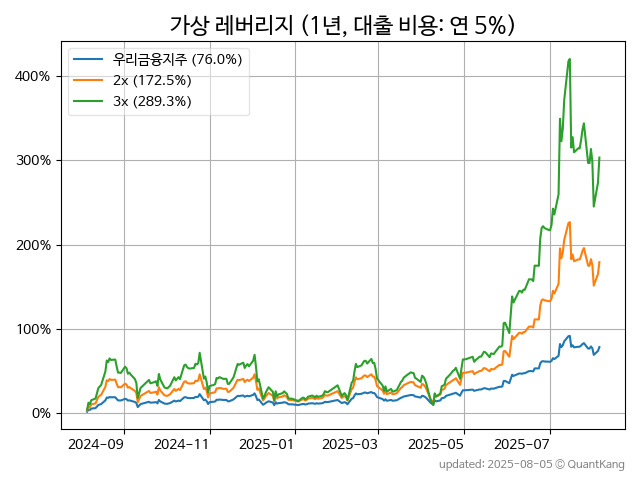 가상 레버리지 (1년, 대출 비용: 연 5%)
우리금융지주 (76.0%)
2x (172.5%)
3x (289.3%)
400%
300%
200%
100%
0%
2024-09 2024-11 2025-01 2025-03 2025-05 2025-07
updated: 2025-08-05 © QuantKang